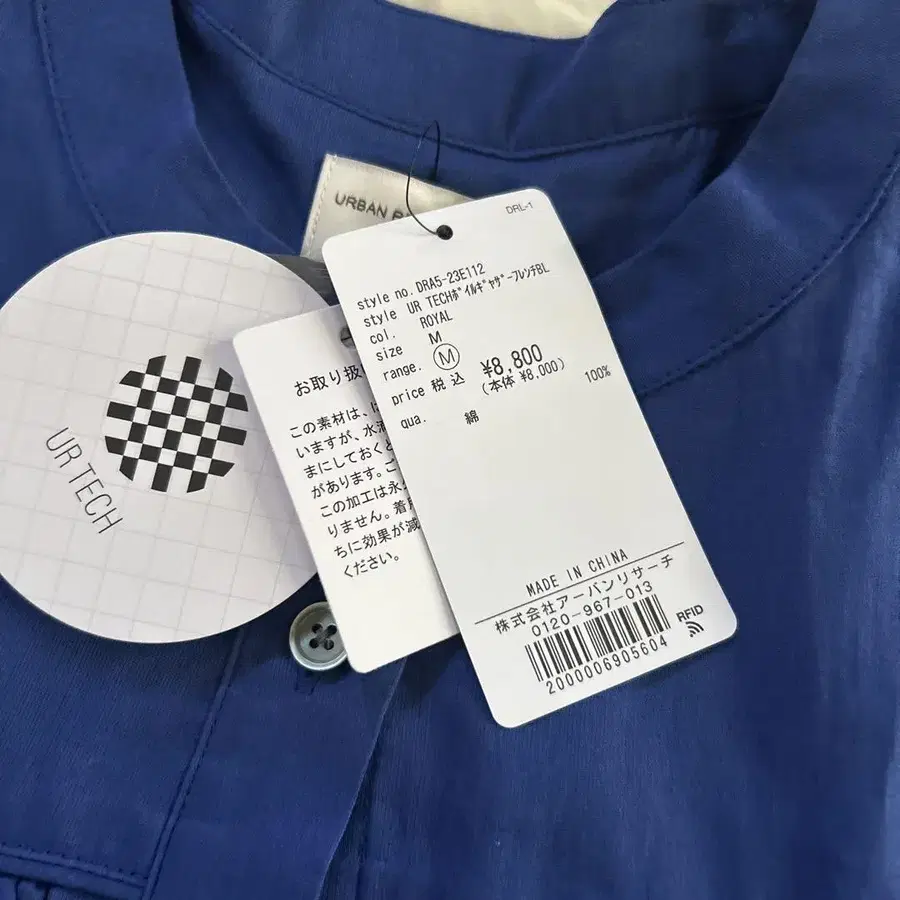 URBAN
DRL-1
style no. DRA5-23E112
style UR TECHﾎﾞｲﾙｷﾞｬｻﾞｰﾌﾚﾝﾁBL
col. ROYAL
size M
range. M
price 税込 ¥8,800
(本体 ¥8,000)
qua. 綿 100%
MADE IN CHINA
株式会社アーバンリサーチ
0120-967-013
RFID
2000006905604
お取り扱
この素材は、
いますが、水
まにしておくと
があります。こ
この加工は永
りません。着用
ちに効果が減
ください。
UR TECH